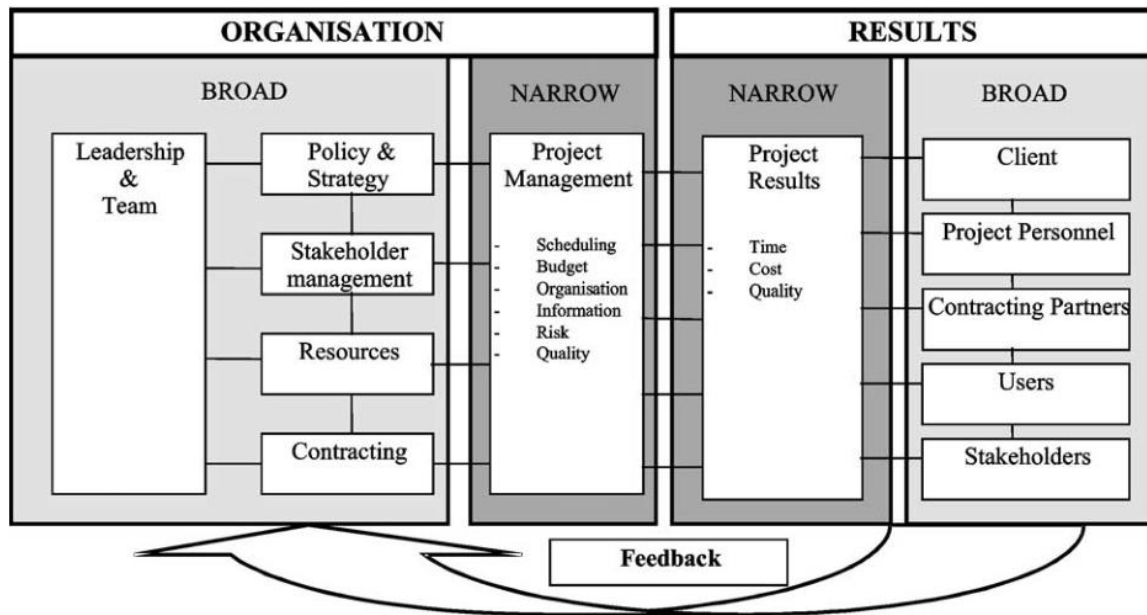 ORGANISATION
RESULTS
BROAD
NARROW
NARROW
BROAD
Leadership
&
Team
Policy &
Strategy
Stakeholder
management
Resources
Contracting
Project
Management
- Scheduling
- Budget
- Organisation
- Information
- Risk
- Quality
Project
Results
- Time
- Cost
- Quality
Client
Project Personnel
Contracting Partners
Users
Stakeholders
Feedback